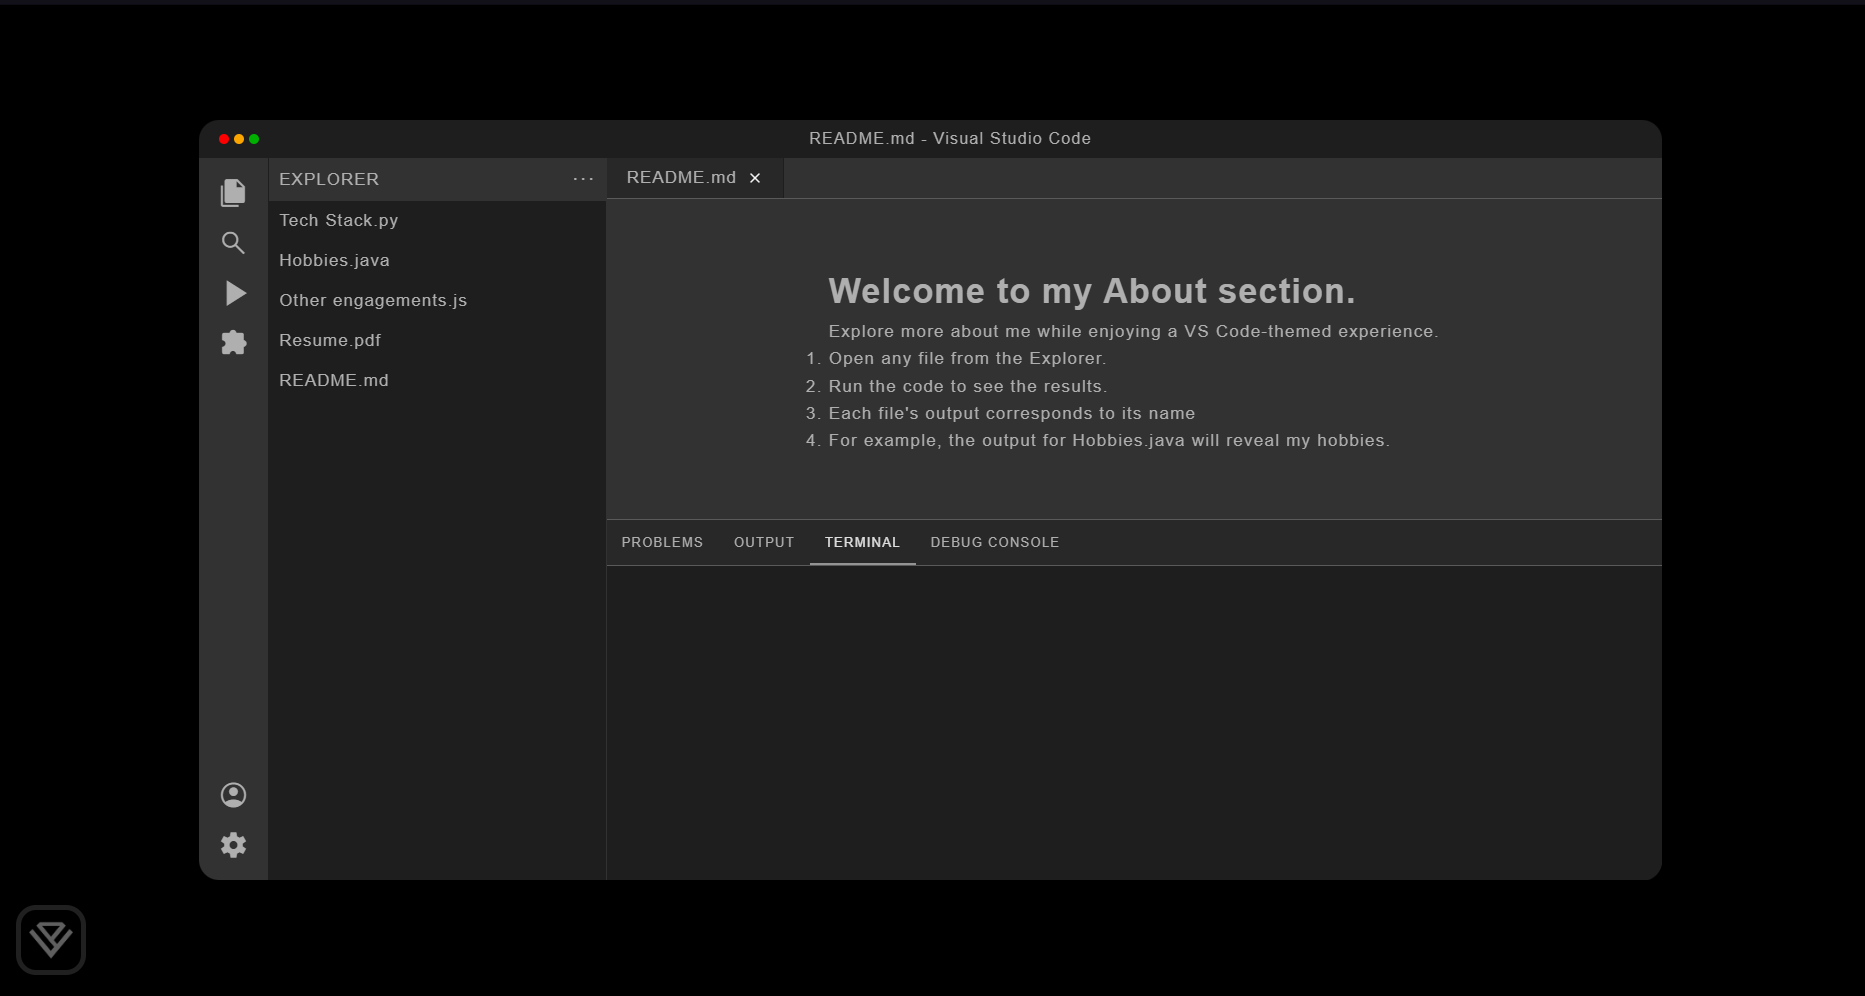 README.md - Visual Studio Code
EXPLORER ...
Tech Stack.py
Hobbies.java
Other engagements.js
Resume.pdf
README.md
README.md ×
Welcome to my About section.
Explore more about me while enjoying a VS Code-themed experience.
1. Open any file from the Explorer.
2. Run the code to see the results.
3. Each file's output corresponds to its name
4. For example, the output for Hobbies.java will reveal my hobbies.
PROBLEMS OUTPUT TERMINAL DEBUG CONSOLE